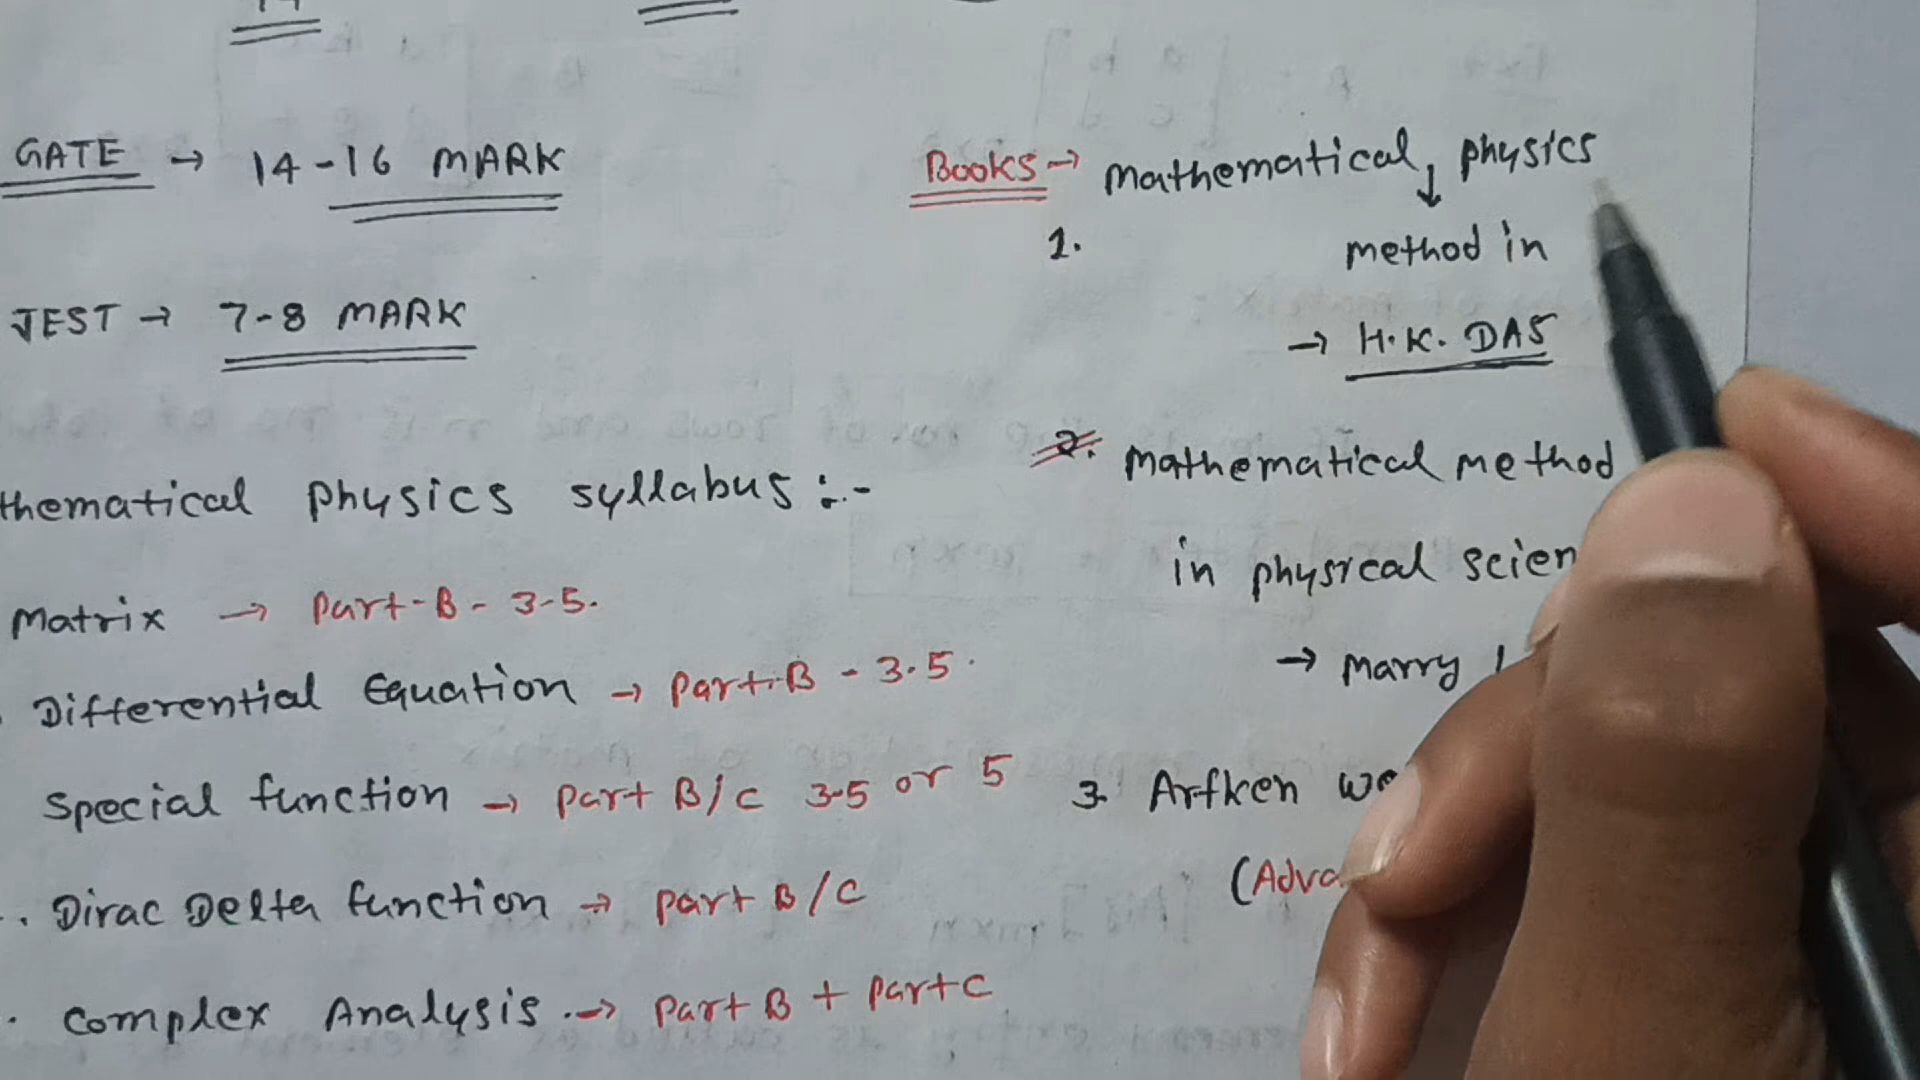 GATE → 14-16 MARK
JEST → 7-8 MARK
thematical physics syllabus :-
Matrix → Part-B - 3-5.
Differential Equation → Part-B - 3.5
Special function → Part B/C 3-5 or 5
Dirac Delta function → Part B/C
Complex Analysis → Part B + Part C
Books → Mathematical physics
1. method in
→ H.K. DAS
2. Mathematical method
in physical scien
→ Marry
3. Arfken we
(Adva